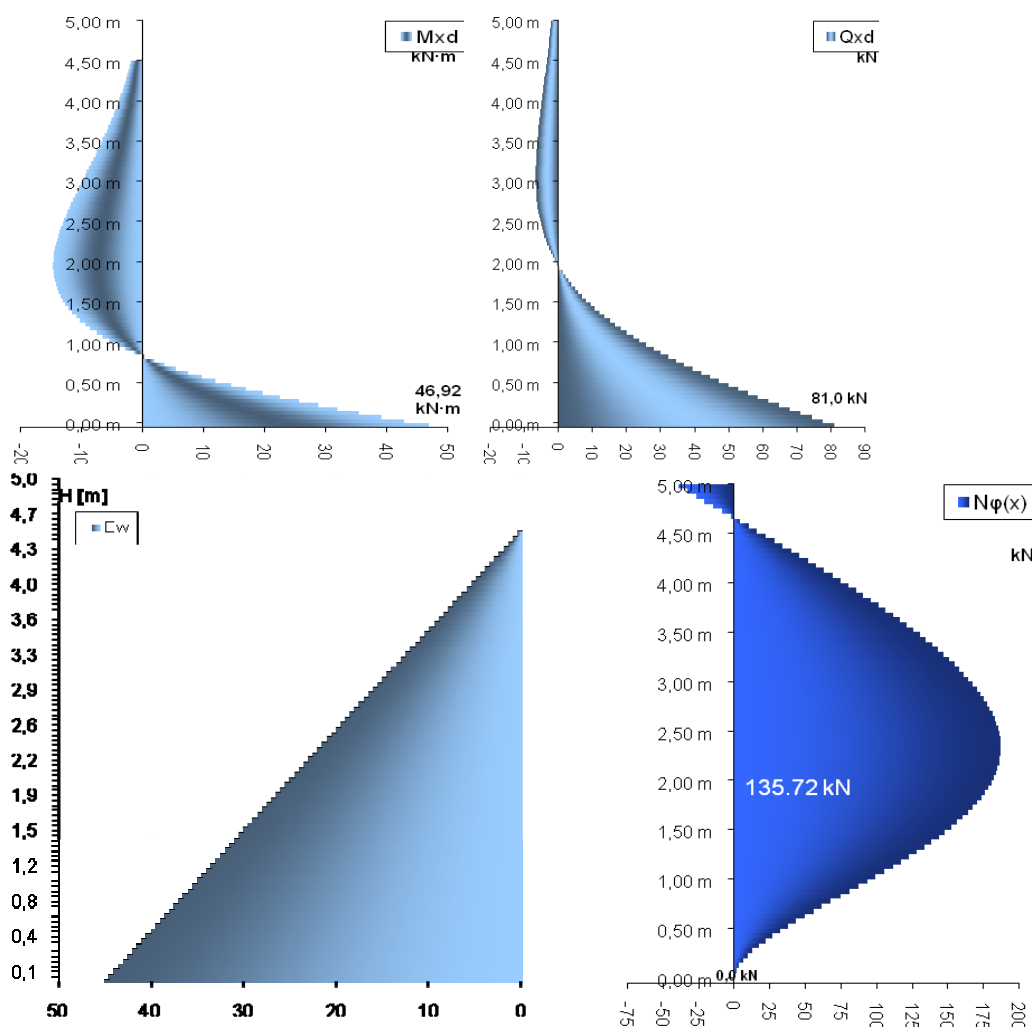 5,00 m
Mxd
kN·m
4,50 m
4,00 m
3,50 m
3,00 m
2,50 m
2,00 m
1,50 m
1,00 m
0,50 m
46,92
kN·m
0,00 m
-20
-10
0
10
20
30
40
50
5,00 m
Qxd
kN
4,50 m
4,00 m
3,50 m
3,00 m
2,50 m
2,00 m
1,50 m
1,00 m
0,50 m
81,0 kN
0,00 m
-20
-10
0
10
20
30
40
50
60
70
80
90
5,0
H [m]
4,7
Ew
4,3
4,0
3,6
3,3
2,9
2,6
2,2
1,9
1,5
1,2
0,8
0,4
0,1
50
40
30
20
10
0
5,00 m
Nφ(x)
4,50 m
kN
4,00 m
3,50 m
3,00 m
2,50 m
2,00 m
135.72 kN
1,50 m
1,00 m
0,50 m
0,00 m
0,0 kN
-75
-50
-25
0
25
50
75
100
125
150
175
200